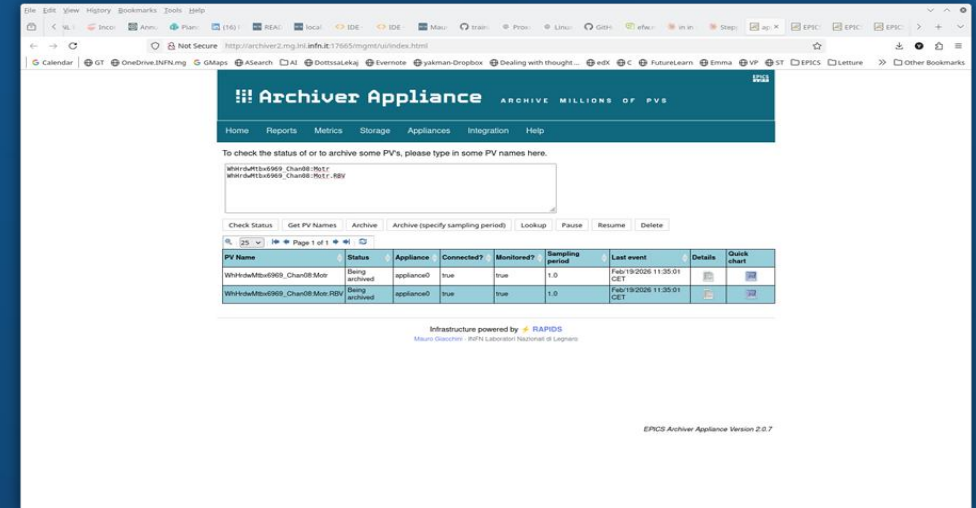 File Edit View History Bookmarks Tools Help
Not Secure http://archiver2.mg.lnl.infn.it:17665/mgmt/ui/index.html
Calendar GT OneDrive.INFN.mg GMaps ASearch AI DottssaLekaj Evernote yakman-Dropbox Dealing with thought... edX C FutureLearn Emma VP ST EPICS Letture Other Bookmarks
EPICS
Archiver Appliance ARCHIVE MILLIONS OF PVS
Home Reports Metrics Storage Appliances Integration Help
To check the status of or to archive some PV's, please type in some PV names here.
WhHrdwMtbx6969_Chan08:Motr
WhHrdwMtbx6969_Chan08:Motr.RBV
Check Status Get PV Names Archive Archive (specify sampling period) Lookup Pause Resume Delete
25 Page 1 of 1
PV Name Status Appliance Connected? Monitored? Sampling period Last event Details Quick chart
WhHrdwMtbx6969_Chan08:Motr Being archived appliance0 true true 1.0 Feb/19/2026 11:35:01 CET
WhHrdwMtbx6969_Chan08:Motr.RBV Being archived appliance0 true true 1.0 Feb/19/2026 11:35:01 CET
Infrastructure powered by ⚡ RAPIDS
Mauro Giacchini - INFN Laboratori Nazionali di Legnaro
EPICS Archiver Appliance Version 2.0.7